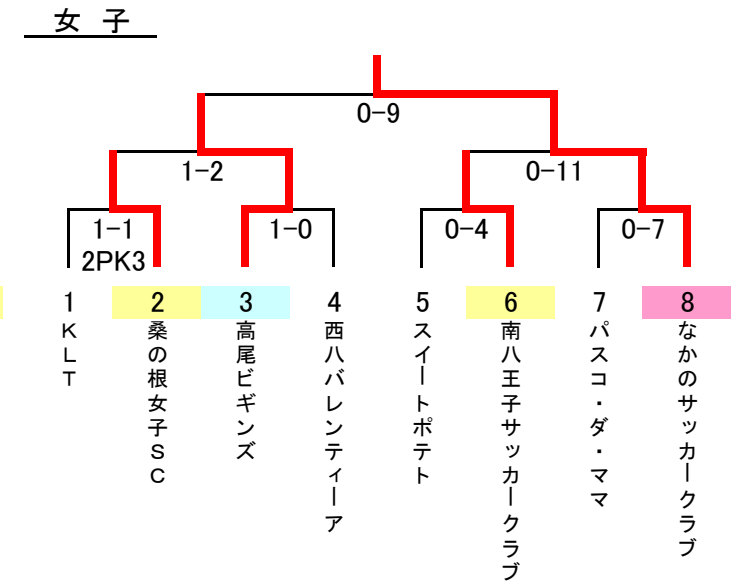 女 子
0-9
1-2
0-11
1-1
1-0
0-4
0-7
2PK3
1
2
3
4
5
6
7
8
KLT
桑の根女子SC
高尾ビギンズ
西八バレンティーア
スイートポテト
南八王子サッカークラブ
パスコ・ダ・ママ
なかのサッカークラブ